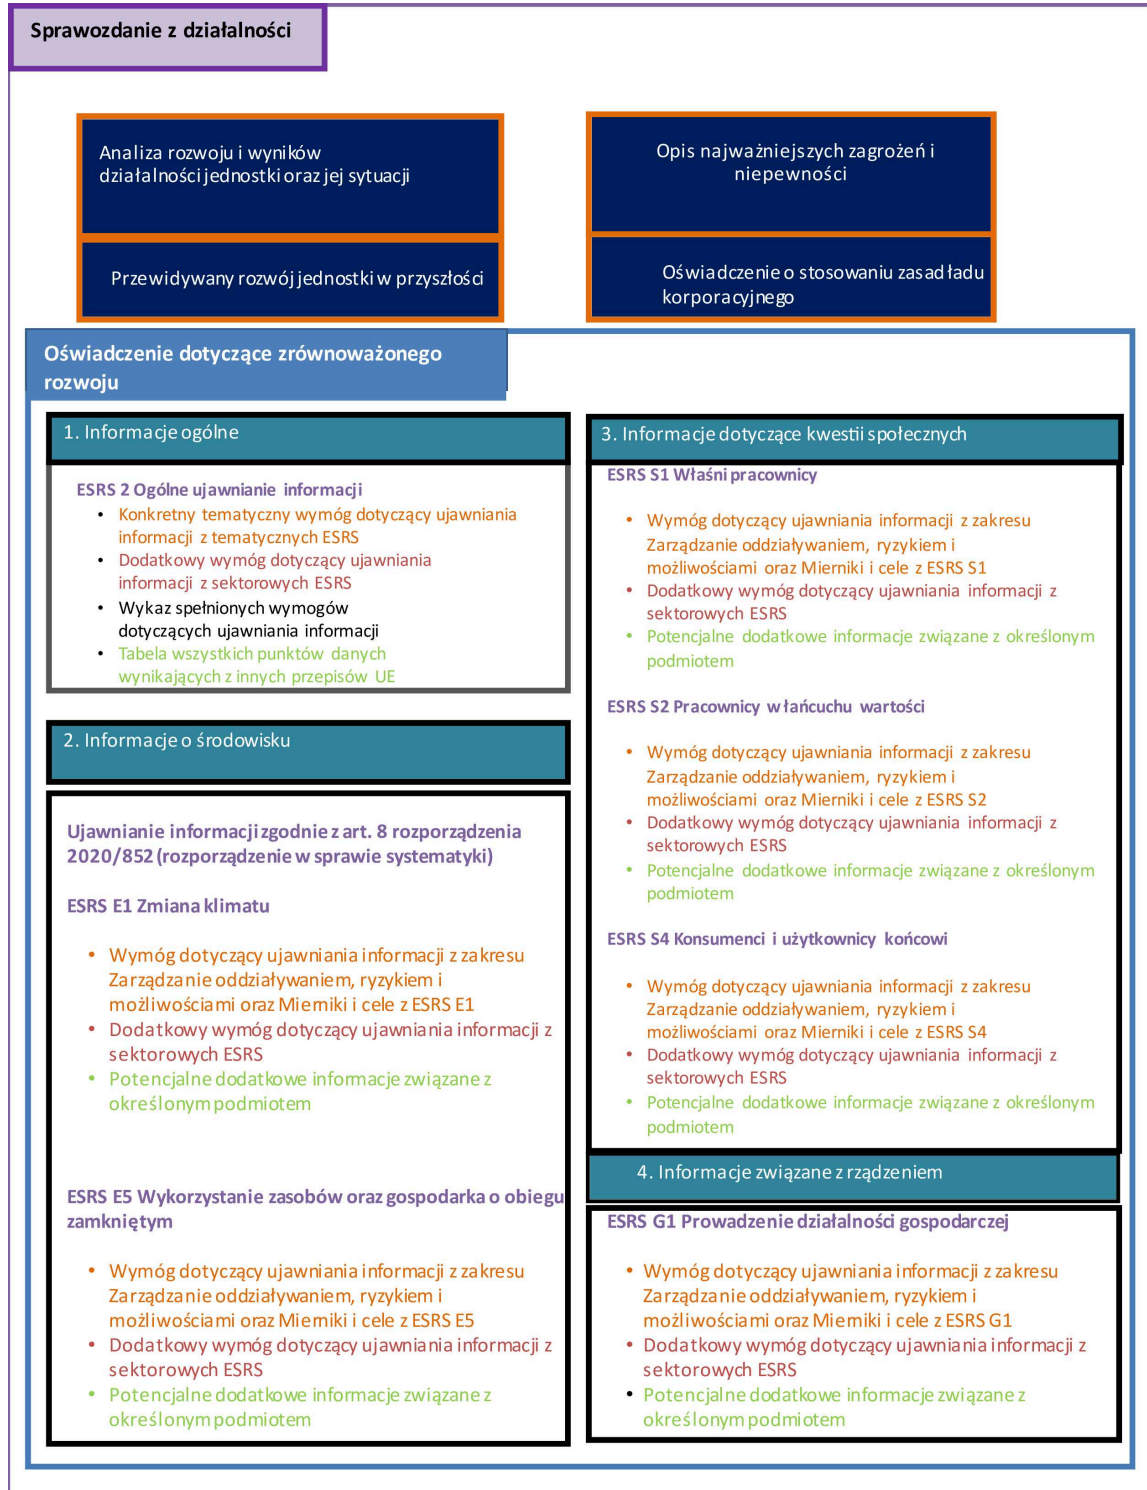 Sprawozdanie z działalności
Analiza rozwoju i wyników
działalności jednostki oraz jej sytuacji
Opis najważniejszych zagrożeń i
niepewności
Przewidywany rozwój jednostki w przyszłości
Oświadczenie o stosowaniu zasad ładu
korporacyjnego
Oświadczenie dotyczące zrównoważonego
rozwoju
1. Informacje ogólne
ESRS 2 Ogólne ujawnianie informacji
• Konkretny tematyczny wymóg dotyczący ujawniania
informacji z tematycznych ESRS
• Dodatkowy wymóg dotyczący ujawniania
informacji z sektorowych ESRS
• Wykaz spełnionych wymogów
dotyczących ujawniania informacji
• Tabela wszystkich punktów danych
wynikających z innych przepisów UE
2. Informacje o środowisku
Ujawnianie informacji zgodnie z art. 8 rozporządzenia
2020/852 (rozporządzenie w sprawie systematyki)
ESRS E1 Zmiana klimatu
• Wymóg dotyczący ujawniania informacji z zakresu
Zarządzanie oddziaływaniem, ryzykiem i
możliwościami oraz Mierniki i cele z ESRS E1
• Dodatkowy wymóg dotyczący ujawniania informacji z
sektorowych ESRS
• Potencjalne dodatkowe informacje związane z
określonym podmiotem
ESRS E5 Wykorzystanie zasobów oraz gospodarka o obiegu
zamkniętym
• Wymóg dotyczący ujawniania informacji z zakresu
Zarządzanie oddziaływaniem, ryzykiem i
możliwościami oraz Mierniki i cele z ESRS E5
• Dodatkowy wymóg dotyczący ujawniania informacji z
sektorowych ESRS
• Potencjalne dodatkowe informacje związane z
określonym podmiotem
3. Informacje dotyczące kwestii społecznych
ESRS S1 Właśni pracownicy
• Wymóg dotyczący ujawniania informacji z zakresu
Zarządzanie oddziaływaniem, ryzykiem i
możliwościami oraz Mierniki i cele z ESRS S1
• Dodatkowy wymóg dotyczący ujawniania informacji z
sektorowych ESRS
• Potencjalne dodatkowe informacje związane z określonym
podmiotem
ESRS S2 Pracownicy w łańcuchu wartości
• Wymóg dotyczący ujawniania informacji z zakresu
Zarządzanie oddziaływaniem, ryzykiem i
możliwościami oraz Mierniki i cele z ESRS S2
• Dodatkowy wymóg dotyczący ujawniania informacji z
sektorowych ESRS
• Potencjalne dodatkowe informacje związane z określonym
podmiotem
ESRS S4 Konsumenci i użytkownicy końcowi
• Wymóg dotyczący ujawniania informacji z zakresu
Zarządzanie oddziaływaniem, ryzykiem i
możliwościami oraz Mierniki i cele z ESRS S4
• Dodatkowy wymóg dotyczący ujawniania informacji z
sektorowych ESRS
• Potencjalne dodatkowe informacje związane z określonym
podmiotem
4. Informacje związane z rządzeniem
ESRS G1 Prowadzenie działalności gospodarczej
• Wymóg dotyczący ujawniania informacji z zakresu
Zarządzanie oddziaływaniem, ryzykiem i
możliwościami oraz Mierniki i cele z ESRS G1
• Dodatkowy wymóg dotyczący ujawniania informacji z
sektorowych ESRS
• Potencjalne dodatkowe informacje związane z
określonym podmiotem